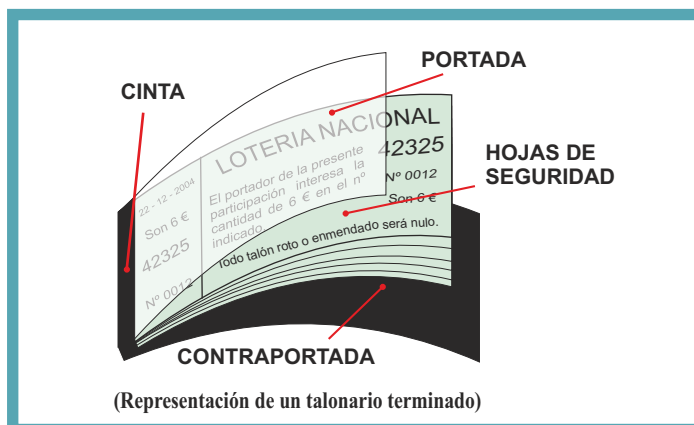 PORTADA
CINTA
LOTERIA NACIONAL
42325
Nº 0012
Son 6 €
22 - 12 - 2004
Son 6 €
42325
Nº 0012
El portador de la presente
participación interesa la
cantidad de 6 € en el nº
indicado.
Todo talón roto o enmendado será nulo.
HOJAS DE
SEGURIDAD
CONTRAPORTADA
(Representación de un talonario terminado)